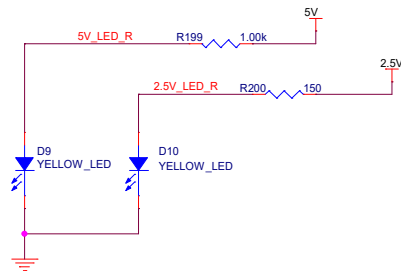 5V
5V_LED_R
R199
1.00k
2.5V
2.5V_LED_R
R200
150
D9
YELLOW_LED
D10
YELLOW_LED